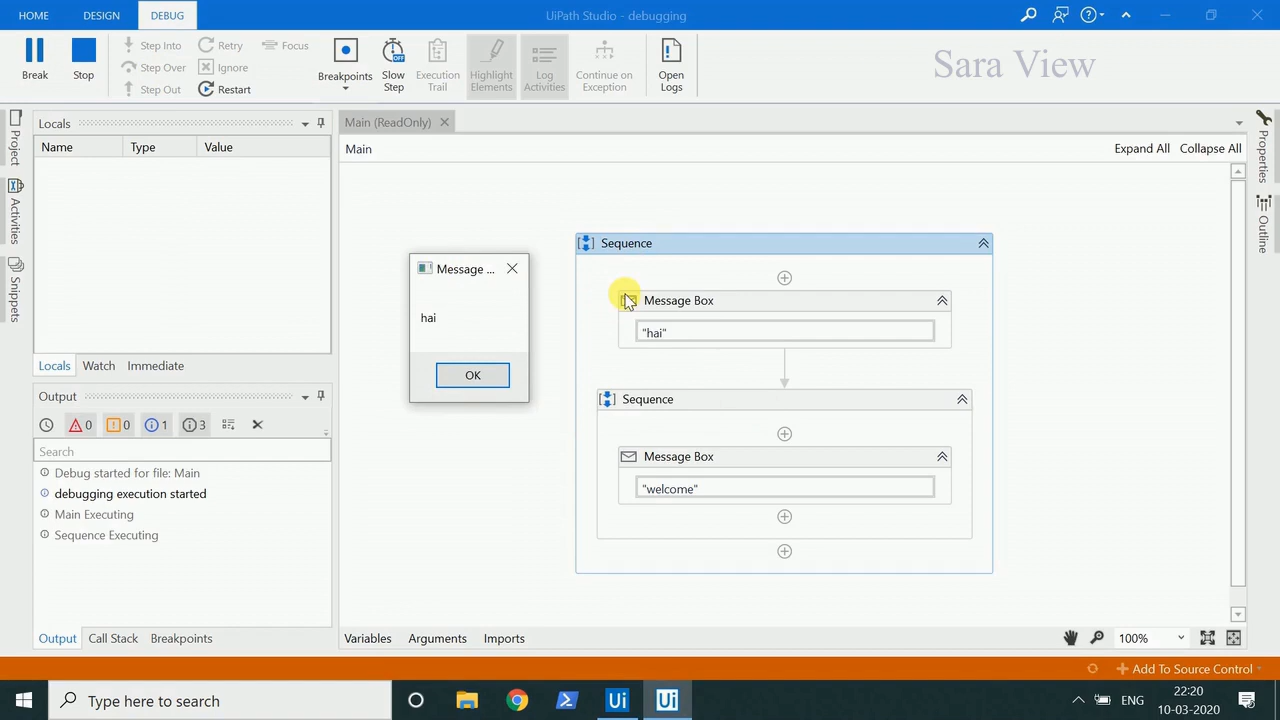 HOME DESIGN DEBUG UiPath Studio - debugging
Break
Stop
Step Into
Step Over
Step Out
Retry
Ignore
Restart
Focus
Breakpoints
Slow
Step
Execution
Trail
Highlight
Elements
Log
Activities
Continue on
Exception
Open
Logs
Sara View
Project
Activities
Snippets
Locals
Name Type Value
Locals Watch Immediate
Output
0 0 1 3
Search
Debug started for file: Main
debugging execution started
Main Executing
Sequence Executing
Output Call Stack Breakpoints
Main (ReadOnly)
Main Expand All Collapse All
Sequence
Message Box
"hai"
Sequence
Message Box
"welcome"
Message ...
hai
OK
Variables Arguments Imports 100%
Properties
Outline
Add To Source Control
Type here to search
Ui
Ui
ENG
22:20
10-03-2020